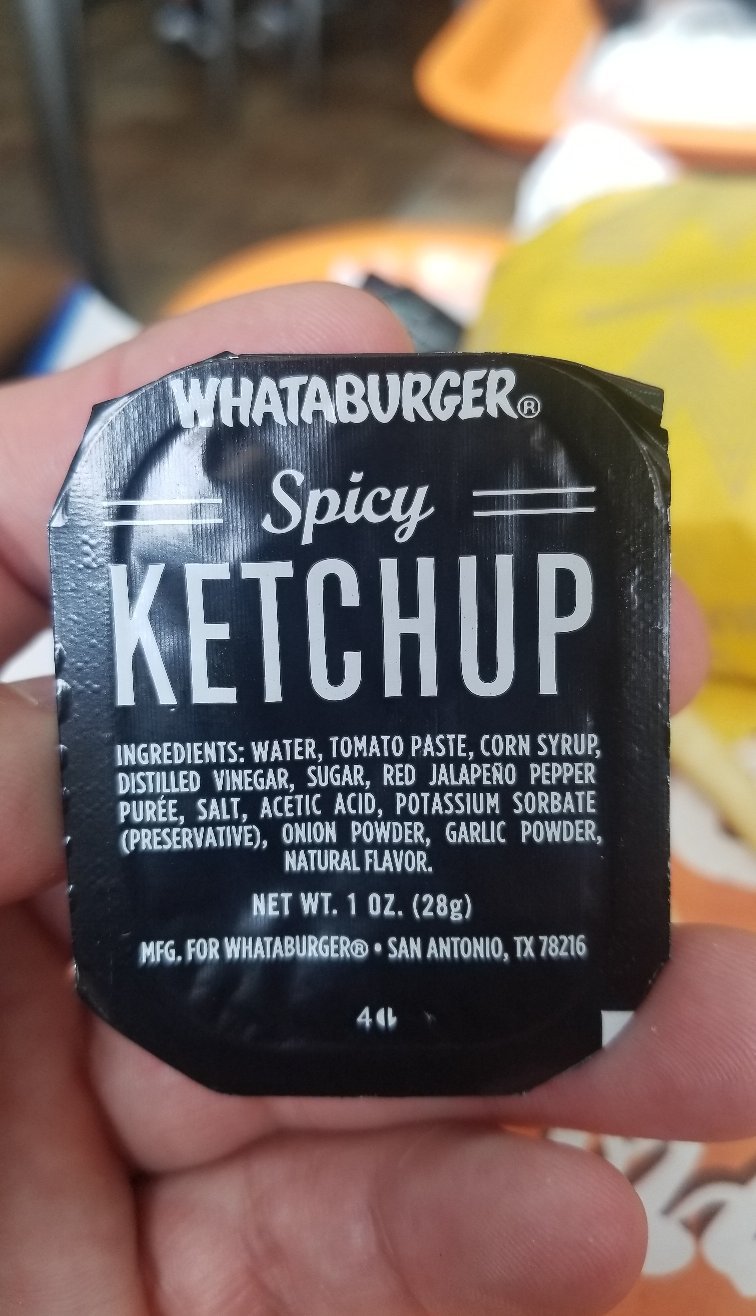 WHATABURGER®
Spicy
KETCHUP
INGREDIENTS: WATER, TOMATO PASTE, CORN SYRUP,
DISTILLED VINEGAR, SUGAR, RED JALAPEÑO PEPPER
PURÉE, SALT, ACETIC ACID, POTASSIUM SORBATE
(PRESERVATIVE), ONION POWDER, GARLIC POWDER,
NATURAL FLAVOR.
NET WT. 1 OZ. (28g)
MFG. FOR WHATABURGER® • SAN ANTONIO, TX 78216
4